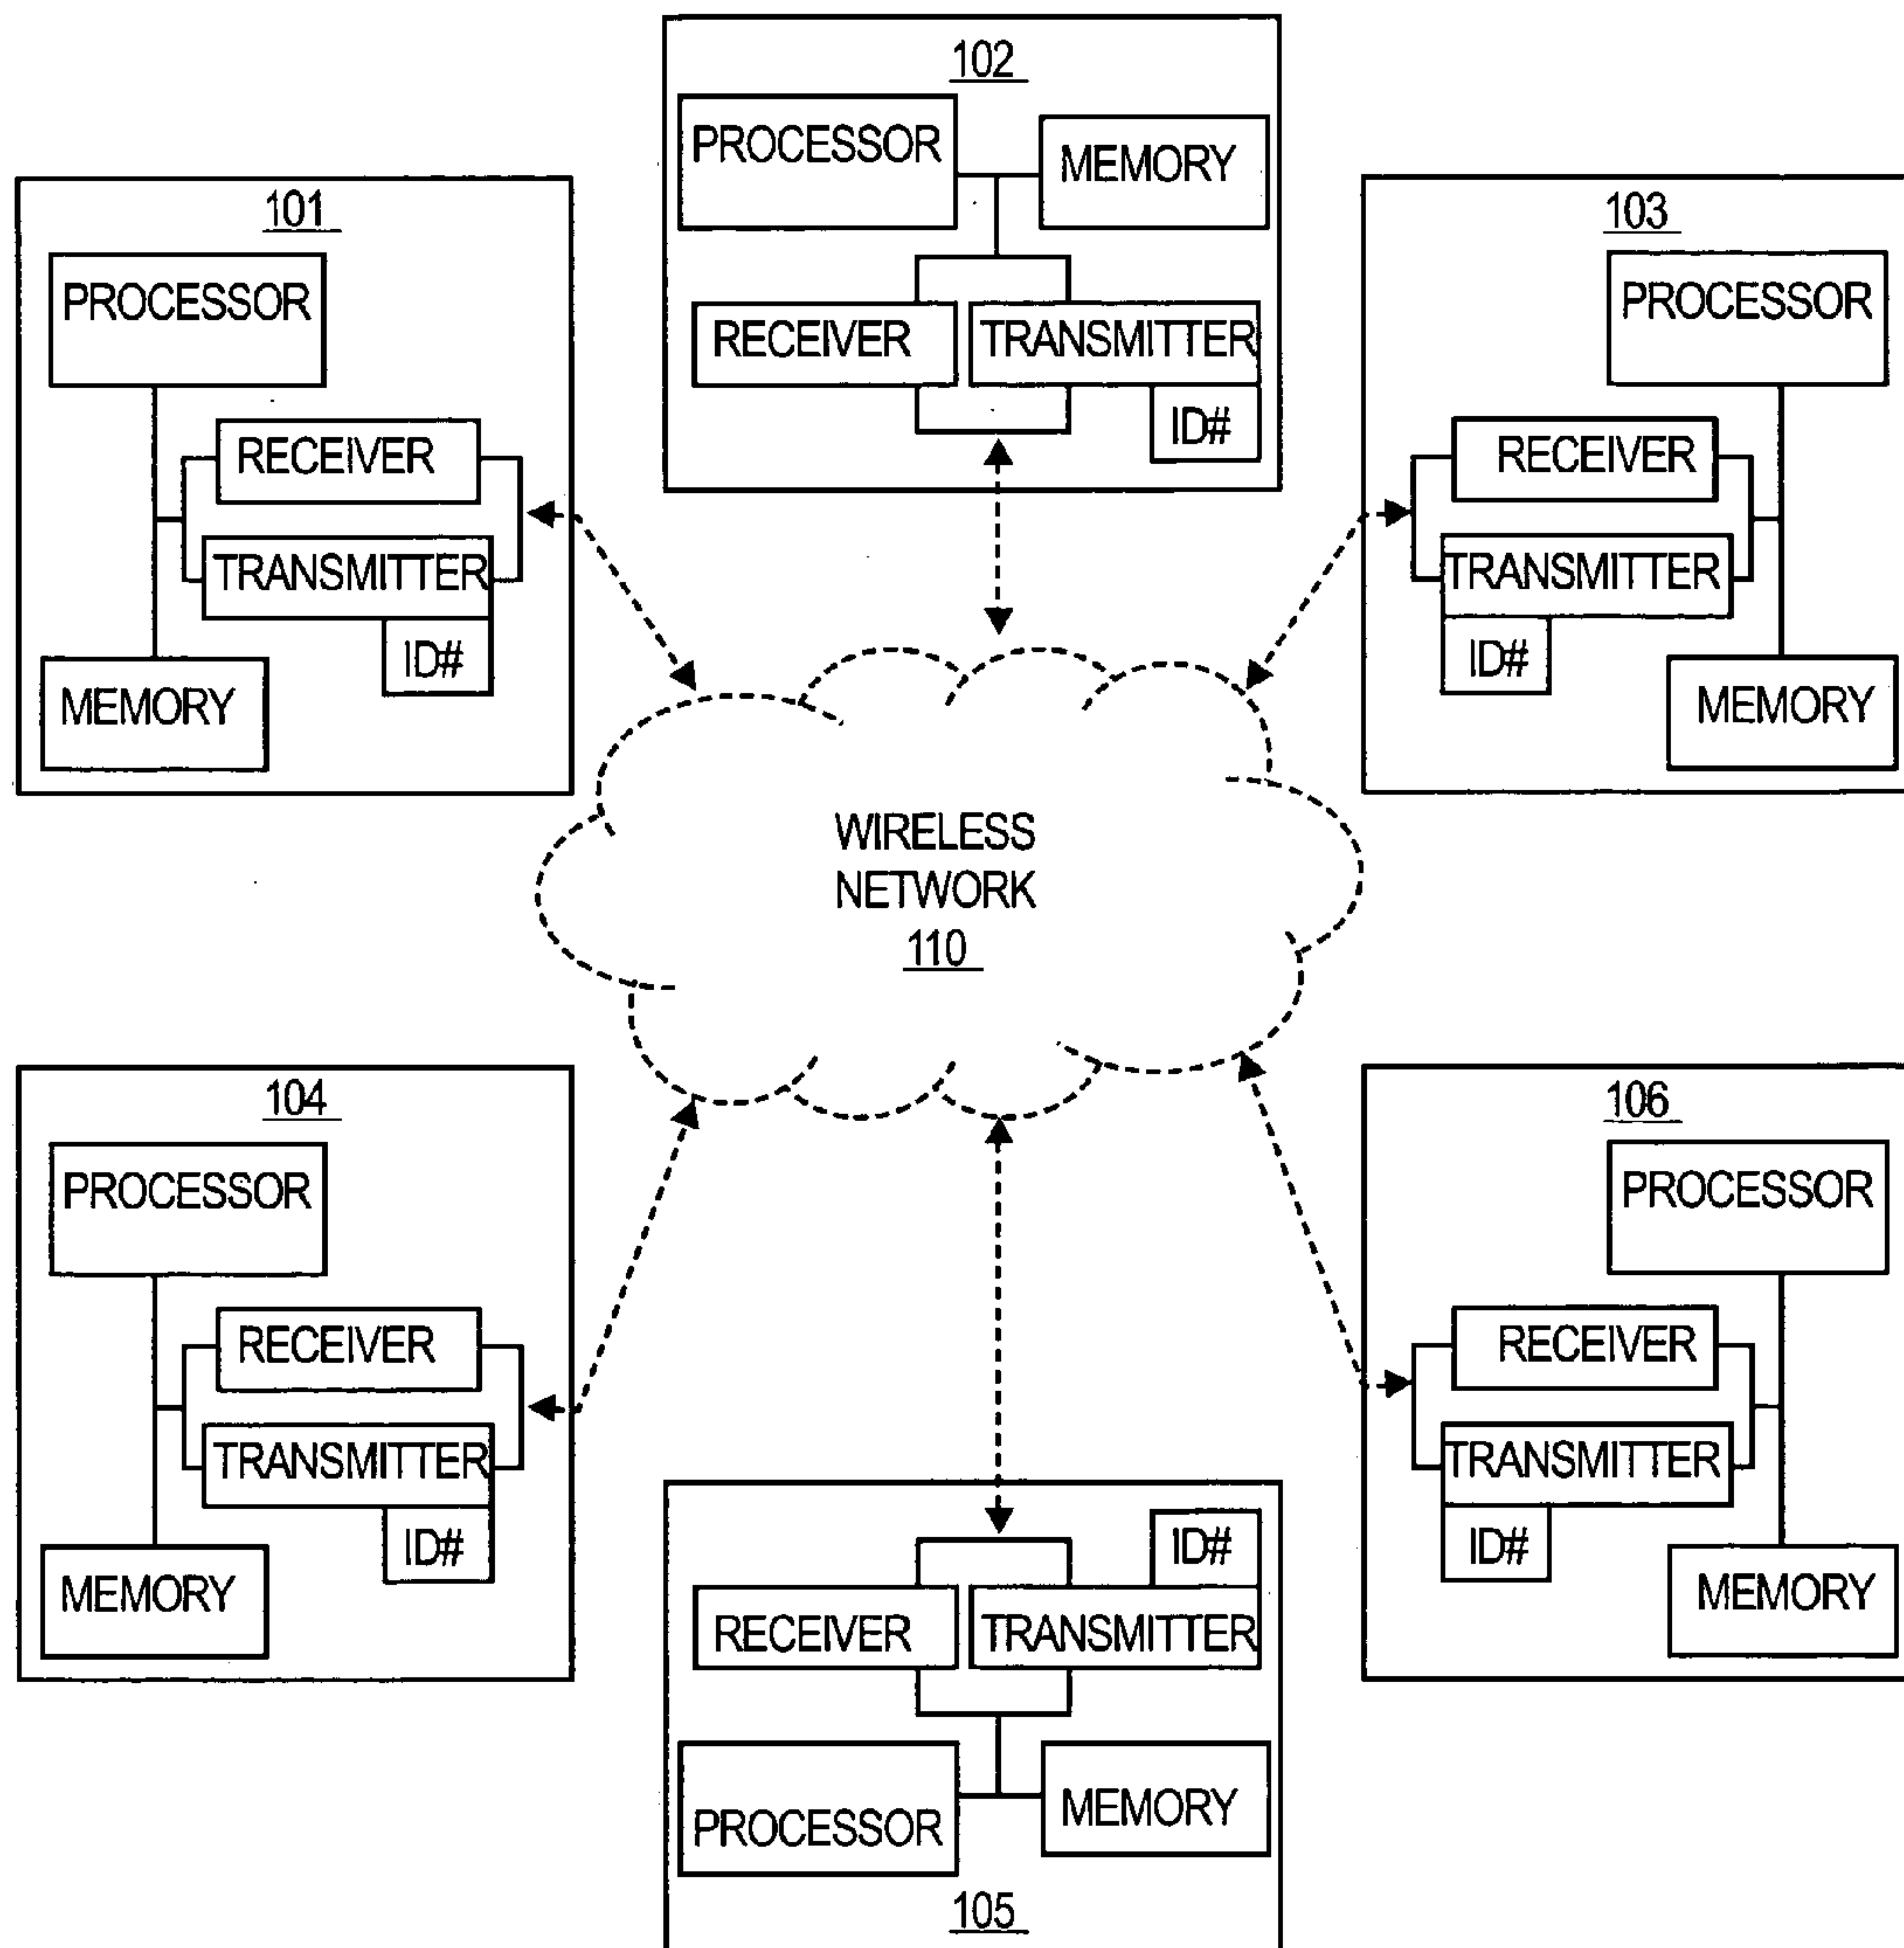 102
PROCESSOR
MEMORY
RECEIVER
TRANSMITTER
ID#
101
PROCESSOR
RECEIVER
TRANSMITTER
ID#
MEMORY
103
PROCESSOR
RECEIVER
TRANSMITTER
ID#
MEMORY
WIRELESS
NETWORK
110
104
PROCESSOR
RECEIVER
TRANSMITTER
ID#
MEMORY
106
PROCESSOR
RECEIVER
TRANSMITTER
ID#
MEMORY
ID#
RECEIVER
TRANSMITTER
PROCESSOR
MEMORY
105